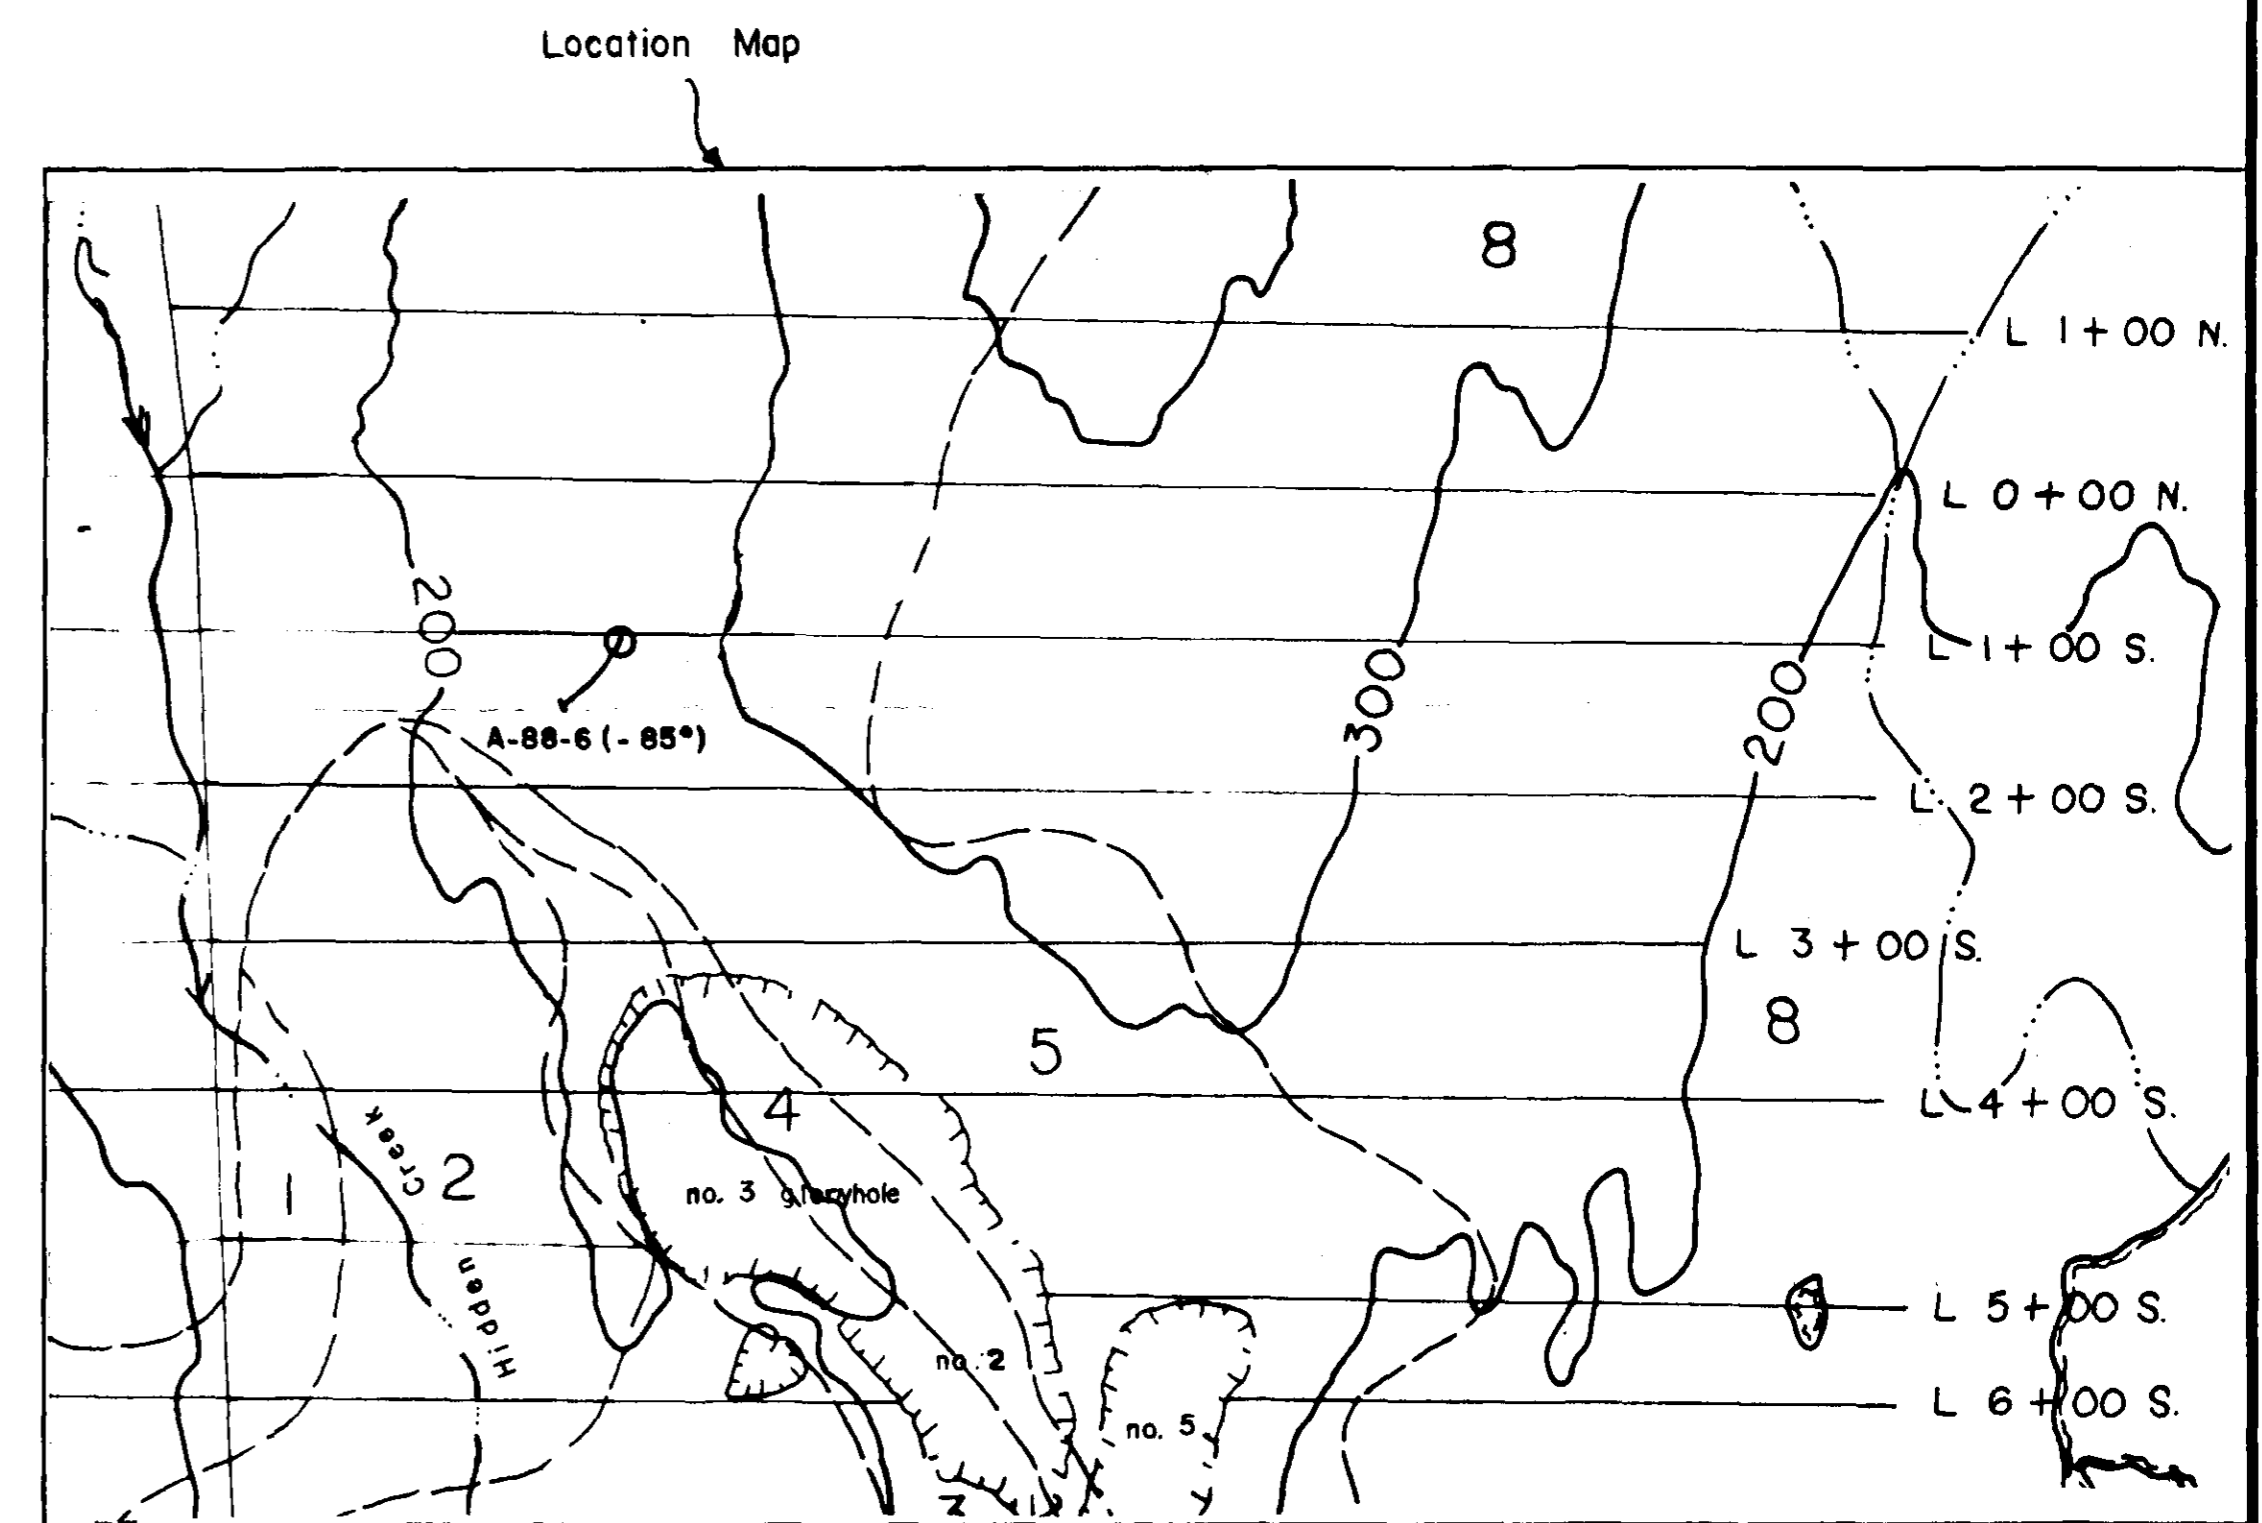 Location Map
8
L 1+00 N.
L 0+00 N.
200
L 1+00 S.
300
200
A-88-6 (-85°)
L 2+00 S.
L 3+00 S.
8
5
4
L 4+00 S.
Hidden Creek
1
2
no. 3 gloryhole
L 5+00 S.
no. 2
L 6+00 S.
no. 5